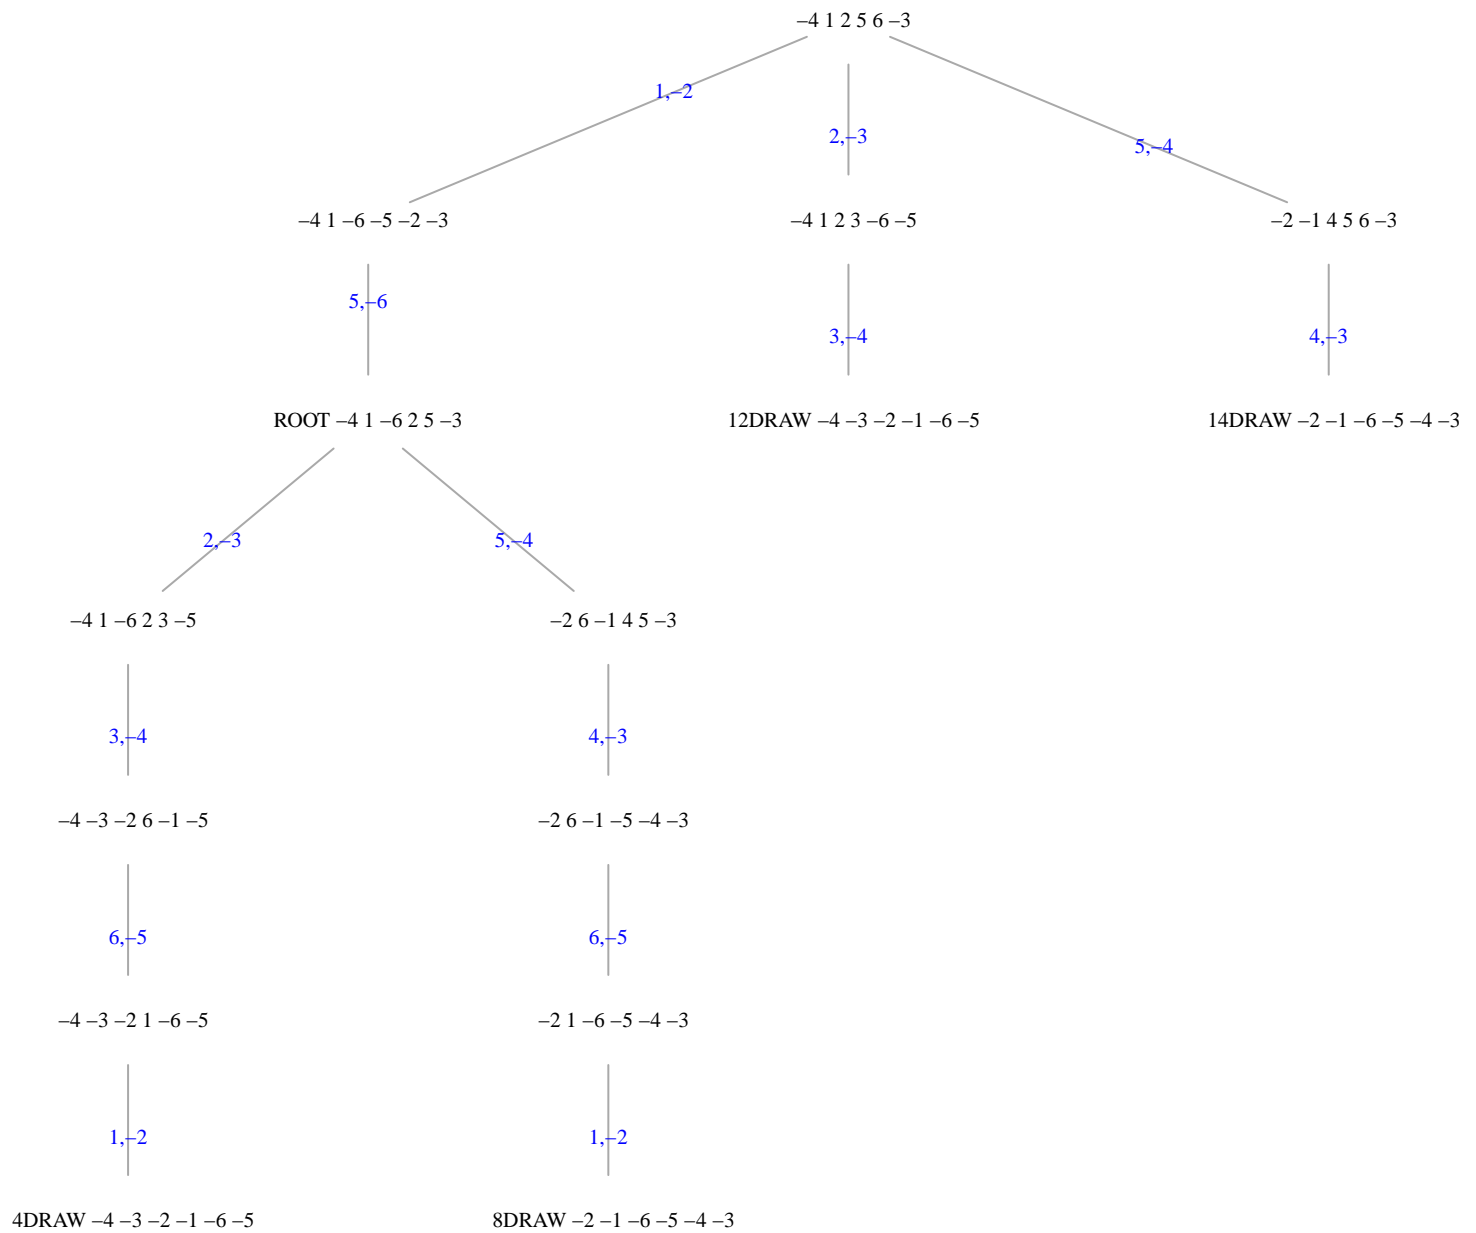 –4 1 2 5 6 –3
1,–2
2,–3
5,–4
–4 1 –6 –5 –2 –3
–4 1 2 3 –6 –5
–2 –1 4 5 6 –3
5,–6
3,–4
4,–3
ROOT –4 1 –6 2 5 –3
12DRAW –4 –3 –2 –1 –6 –5
14DRAW –2 –1 –6 –5 –4 –3
2,–3
5,–4
–4 1 –6 2 3 –5
–2 6 –1 4 5 –3
3,–4
4,–3
–4 –3 –2 6 –1 –5
–2 6 –1 –5 –4 –3
6,–5
6,–5
–4 –3 –2 1 –6 –5
–2 1 –6 –5 –4 –3
1,–2
1,–2
4DRAW –4 –3 –2 –1 –6 –5
8DRAW –2 –1 –6 –5 –4 –3